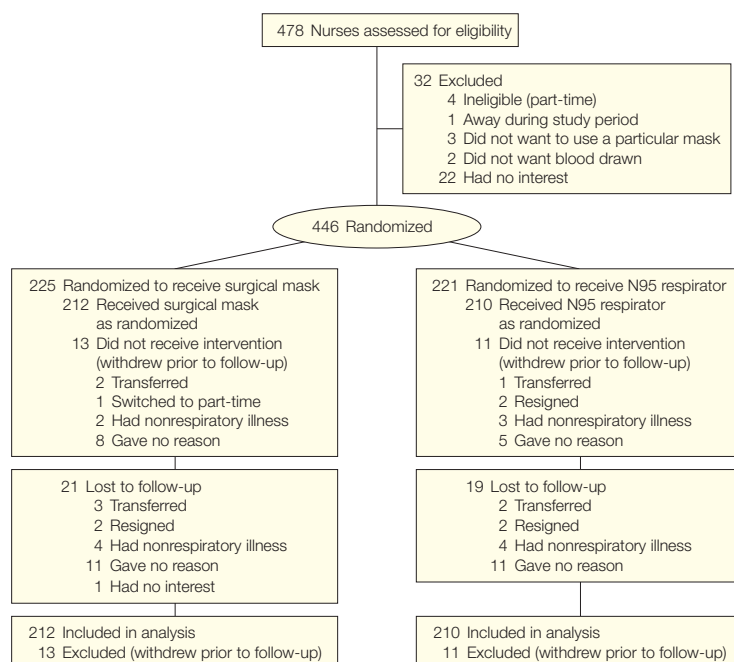 478 Nurses assessed for eligibility
32 Excluded
4 Ineligible (part-time)
1 Away during study period
3 Did not want to use a particular mask
2 Did not want blood drawn
22 Had no interest
446 Randomized
225 Randomized to receive surgical mask
212 Received surgical mask
as randomized
13 Did not receive intervention
(withdrew prior to follow-up)
2 Transferred
1 Switched to part-time
2 Had nonrespiratory illness
8 Gave no reason
221 Randomized to receive N95 respirator
210 Received N95 respirator
as randomized
11 Did not receive intervention
(withdrew prior to follow-up)
1 Transferred
2 Resigned
3 Had nonrespiratory illness
5 Gave no reason
21 Lost to follow-up
3 Transferred
2 Resigned
4 Had nonrespiratory illness
11 Gave no reason
1 Had no interest
19 Lost to follow-up
2 Transferred
2 Resigned
4 Had nonrespiratory illness
11 Gave no reason
212 Included in analysis
13 Excluded (withdrew prior to follow-up)
210 Included in analysis
11 Excluded (withdrew prior to follow-up)